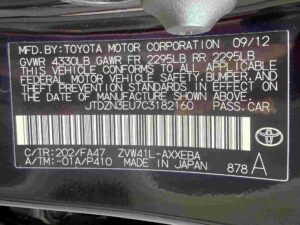 MFD.BY:TOYOTA MOTOR CORPORATION 09/12
GVWR 4330LB GAWR FR 2295LB RR 2295LB
THIS VEHICLE CONFORMS TO ALL APPLICABLE
FEDERAL MOTOR VEHICLE SAFETY, BUMPER, AND
THEFT PREVENTION STANDARDS IN EFFECT ON
THE DATE OF MANUFACTURE SHOWN ABOVE.
JTDZN3EU7C3182160 PASS.CAR
C/TR:202/FA47 ZVW41L-AXXEBA
A/TM:-01A/P410 MADE IN JAPAN 878 A
TOYOTA